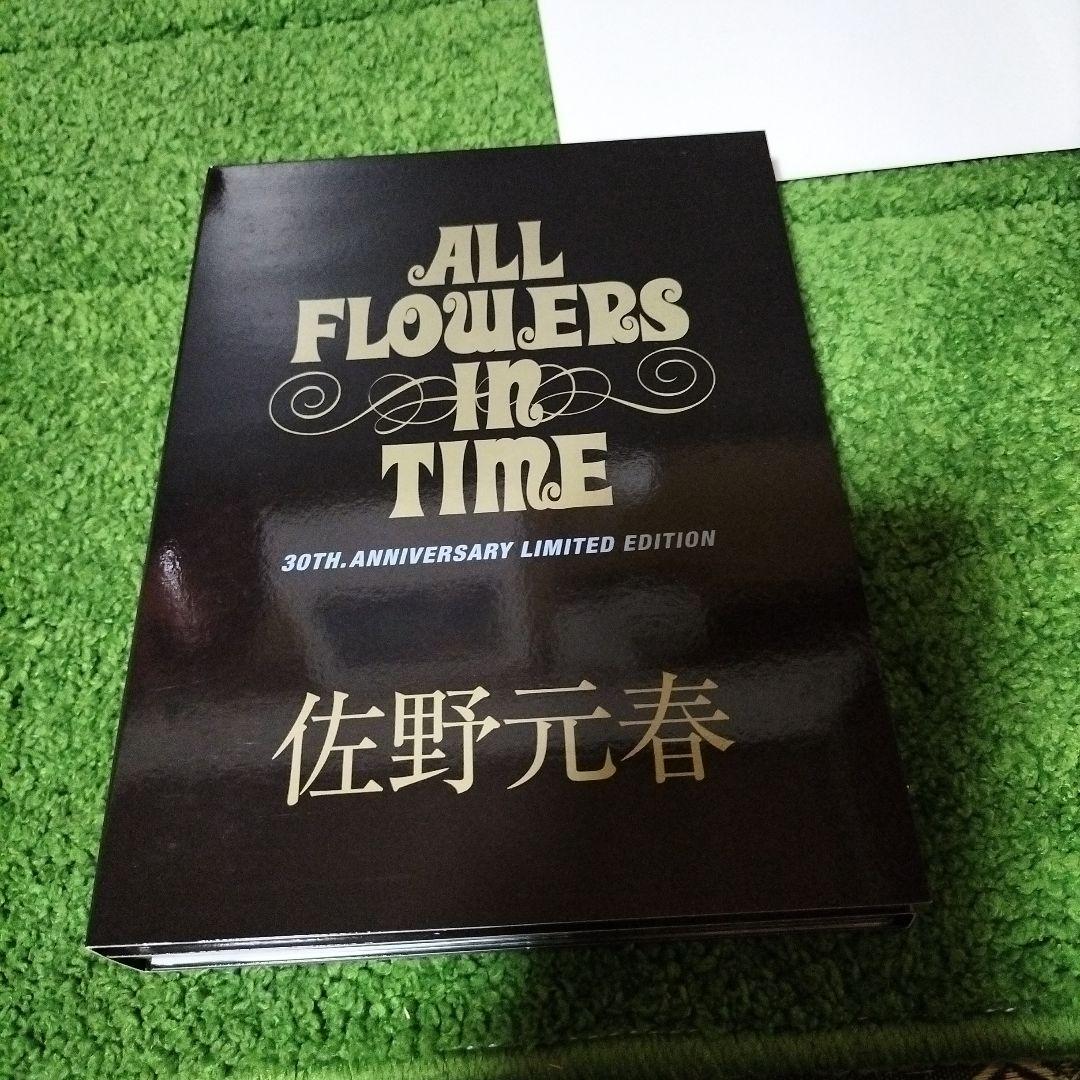 ALL
FLOWERS
IN
TIME
30TH.ANNIVERSARY LIMITED EDITION
佐野元春